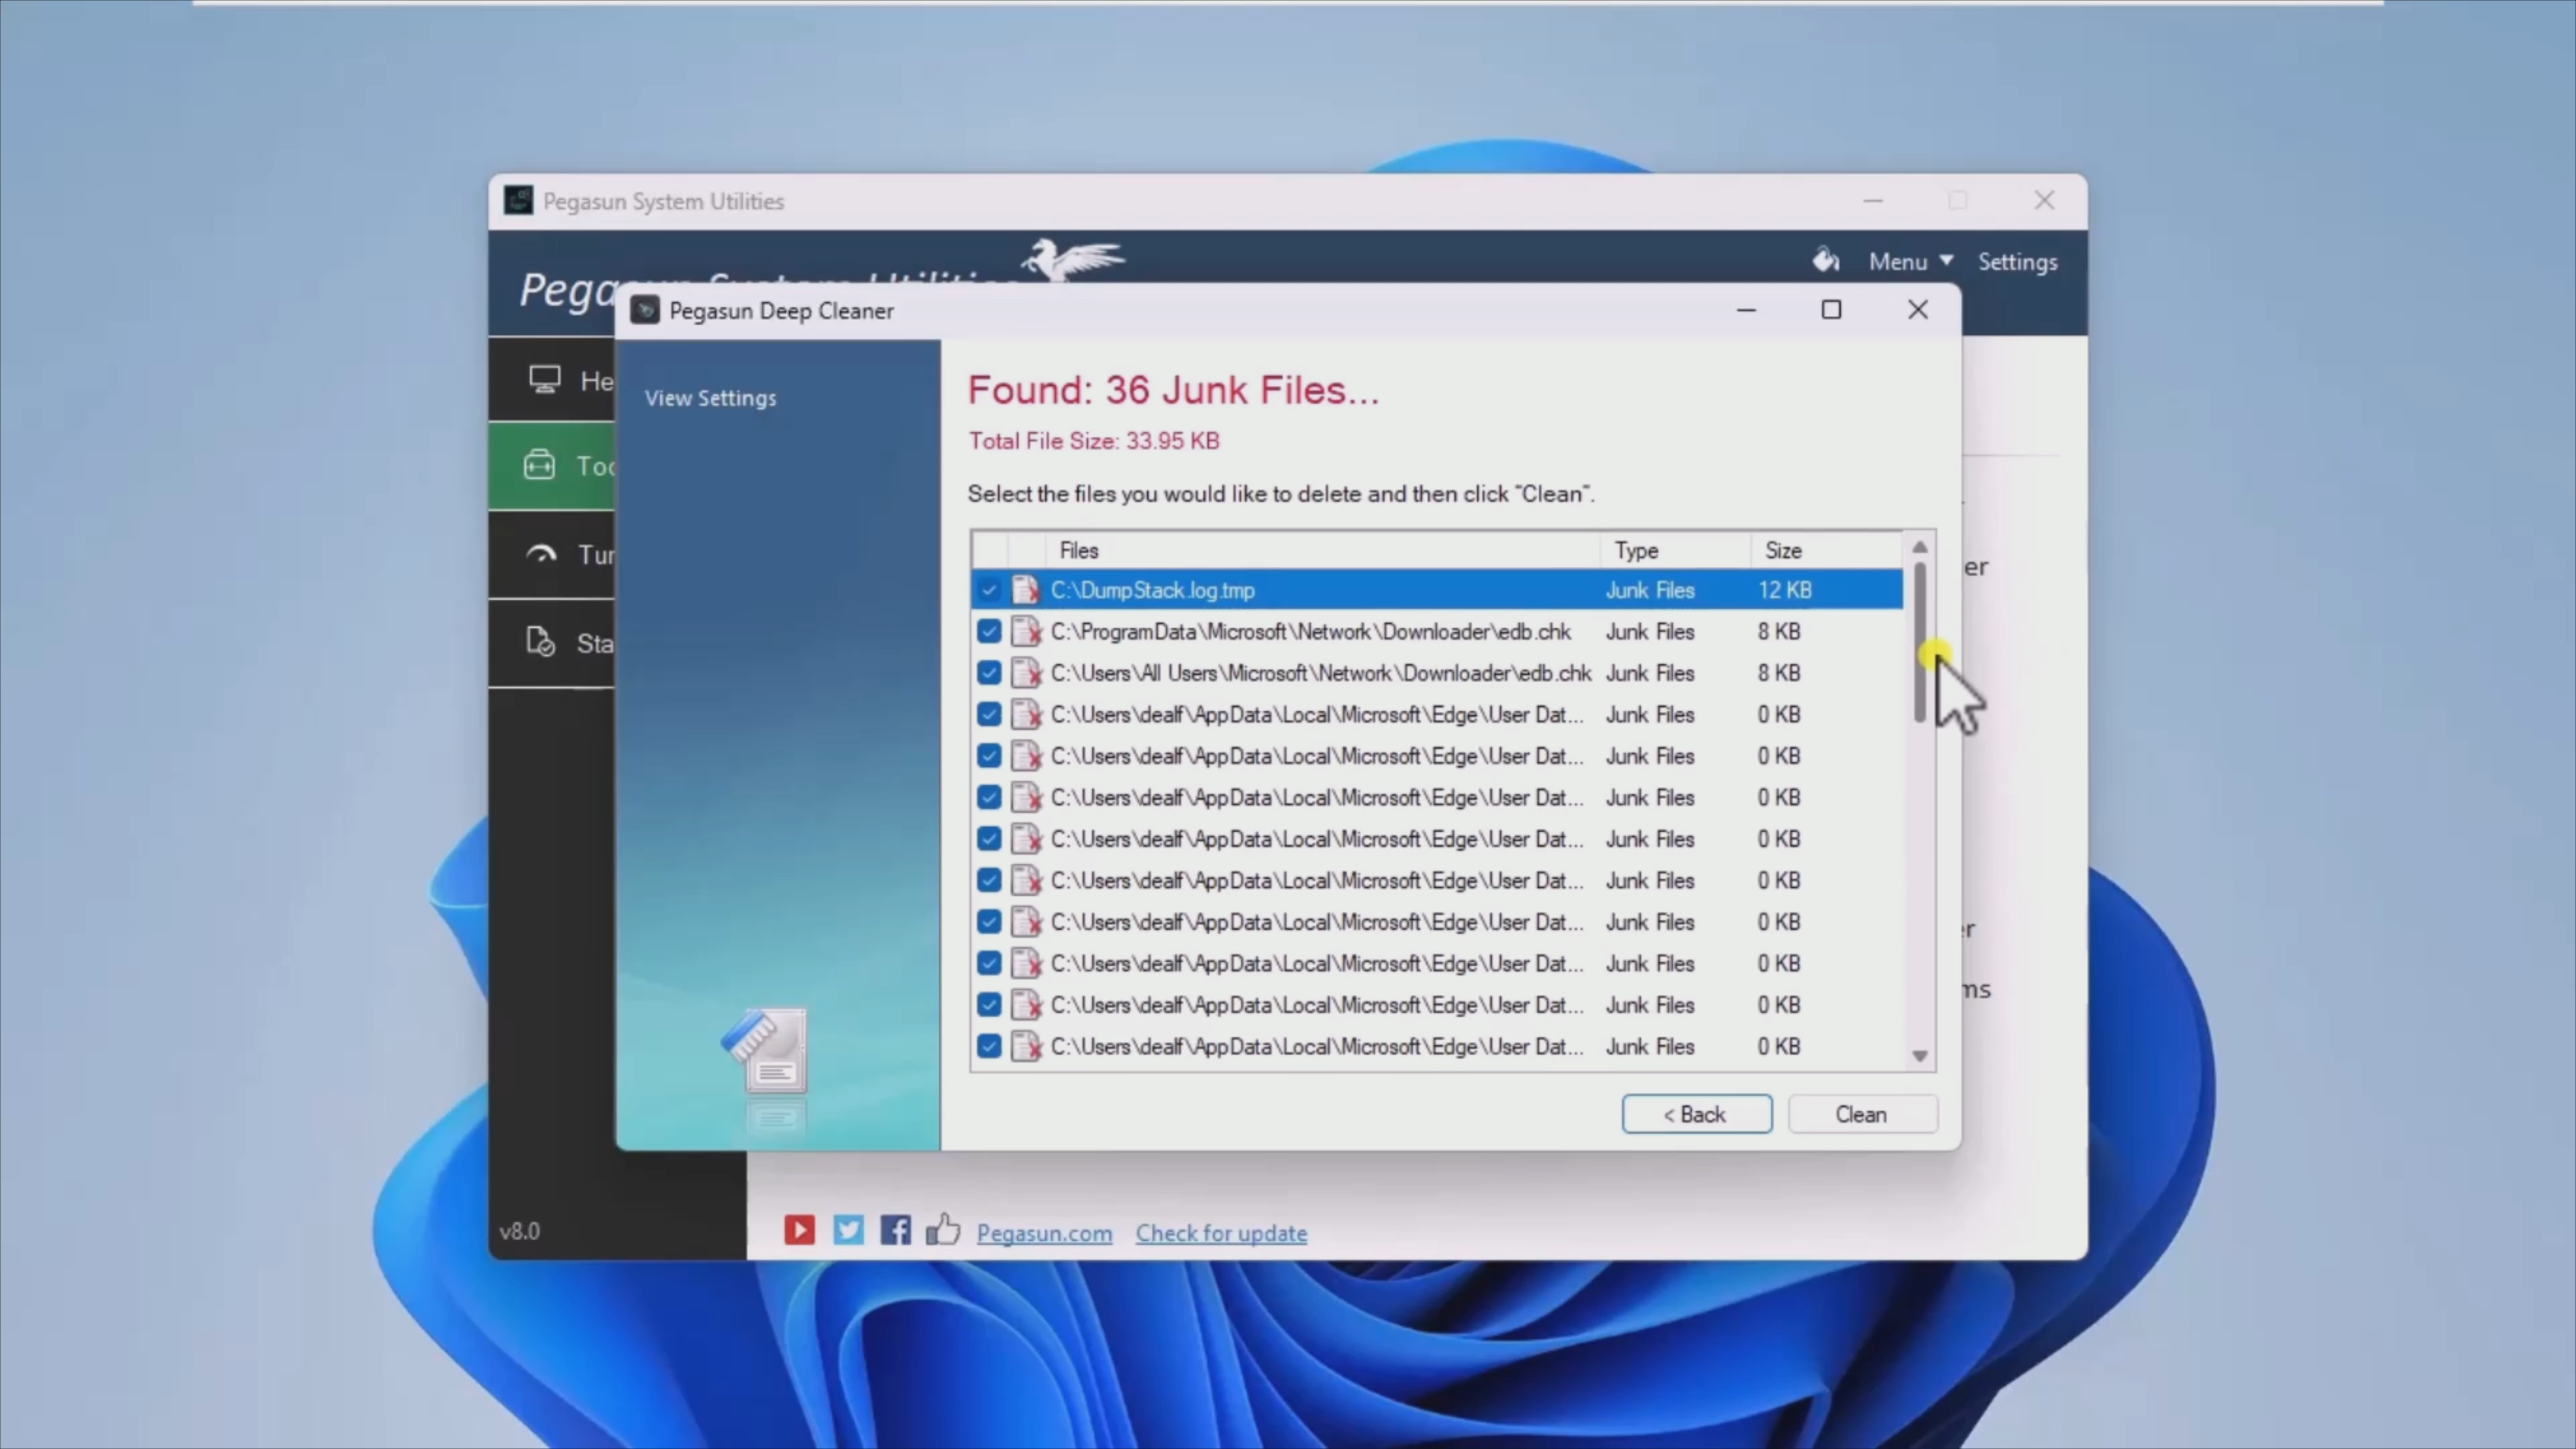 Pegasun System Utilities
Menu
Settings
Pega
Pegasun Deep Cleaner
He
Too
Tur
Sta
View Settings
Found: 36 Junk Files...
Total File Size: 33.95 KB
Select the files you would like to delete and then click "Clean".
Files Type Size
C:\DumpStack.log.tmp Junk Files 12 KB
C:\ProgramData\Microsoft\Network\Downloader\edb.chk Junk Files 8 KB
C:\Users\All Users\Microsoft\Network\Downloader\edb.chk Junk Files 8 KB
C:\Users\dealf\AppData\Local\Microsoft\Edge\User Dat... Junk Files 0 KB
C:\Users\dealf\AppData\Local\Microsoft\Edge\User Dat... Junk Files 0 KB
C:\Users\dealf\AppData\Local\Microsoft\Edge\User Dat... Junk Files 0 KB
C:\Users\dealf\AppData\Local\Microsoft\Edge\User Dat... Junk Files 0 KB
C:\Users\dealf\AppData\Local\Microsoft\Edge\User Dat... Junk Files 0 KB
C:\Users\dealf\AppData\Local\Microsoft\Edge\User Dat... Junk Files 0 KB
C:\Users\dealf\AppData\Local\Microsoft\Edge\User Dat... Junk Files 0 KB
C:\Users\dealf\AppData\Local\Microsoft\Edge\User Dat... Junk Files 0 KB
C:\Users\dealf\AppData\Local\Microsoft\Edge\User Dat... Junk Files 0 KB
er
er
ms
< Back
Clean
v8.0
Pegasun.com
Check for update